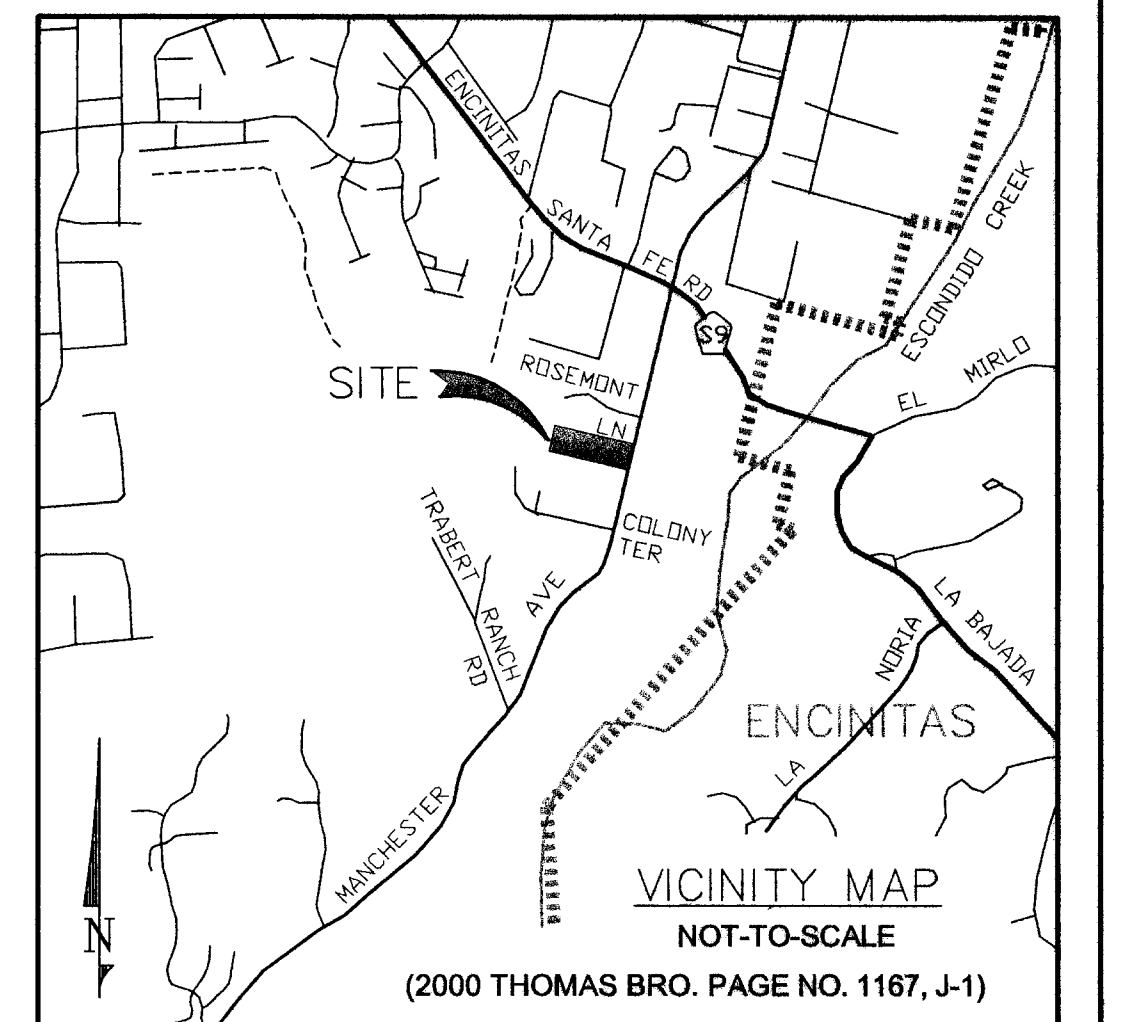 ENCINITAS
SANTA
FE RD
S9
ESCONDIDO CREEK
EL MIRLO
SITE
ROSEMONT
LN
COLONY
TER
TRABERT
RANCH
RD
AVE
MANCHESTER
LA BAJADA
NORIA
LA
ENCINITAS
N
VICINITY MAP
NOT-TO-SCALE
(2000 THOMAS BRO. PAGE NO. 1167, J-1)